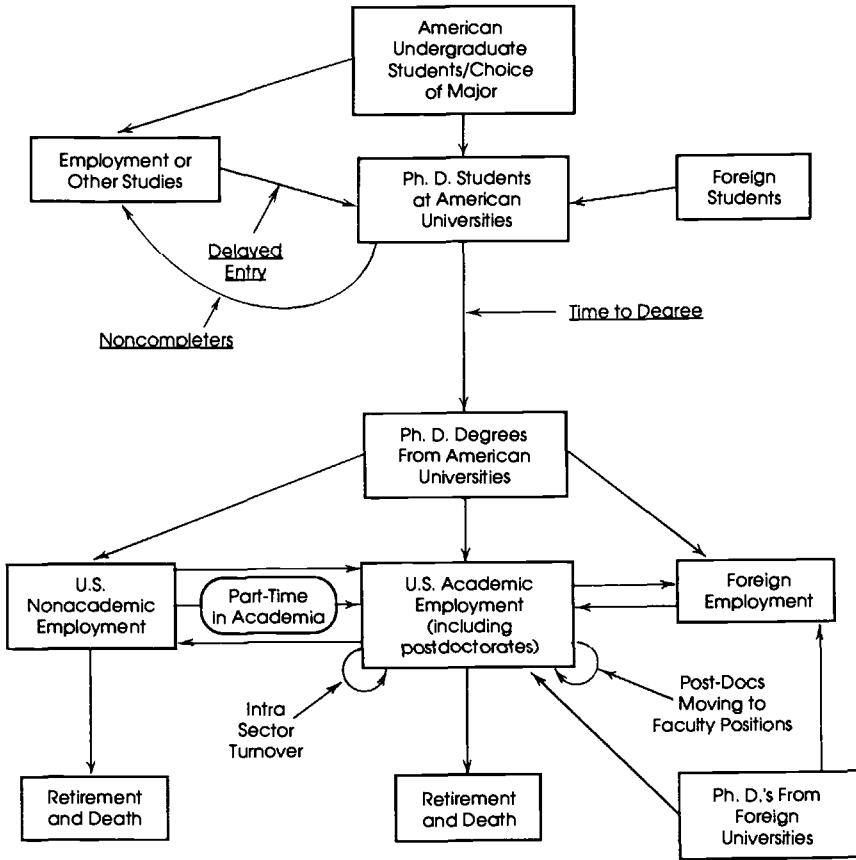 American
Undergraduate
Students/Choice
of Major
Employment or
Other Studies
Ph. D. Students
at American
Universities
Foreign
Students
Delayed
Entry
Noncompleters
Time to Degree
Ph. D. Degrees
From American
Universities
U.S.
Nonacademic
Employment
Part-Time
in Academia
U.S. Academic
Employment
(including
postdoctorates)
Foreign
Employment
Intra
Sector
Turnover
Post-Docs
Moving to
Faculty Positions
Retirement
and Death
Retirement
and Death
Ph. D.'s From
Foreign
Universities